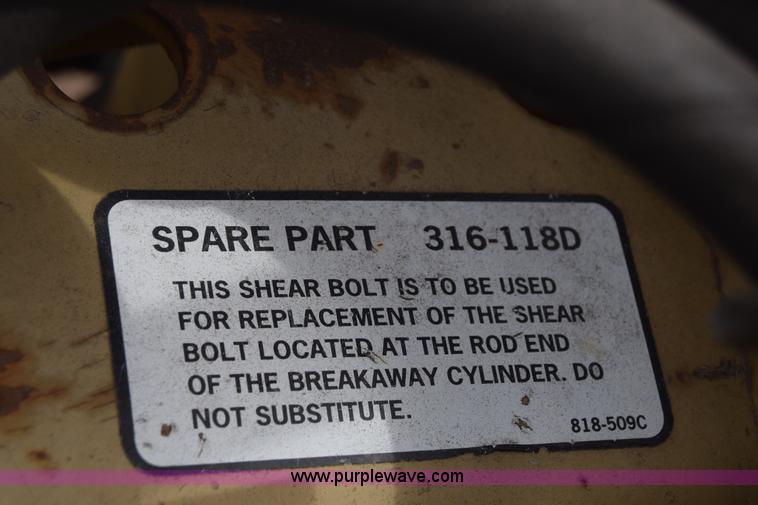 SPARE PART 316-118D
THIS SHEAR BOLT IS TO BE USED
FOR REPLACEMENT OF THE SHEAR
BOLT LOCATED AT THE ROD END
OF THE BREAKAWAY CYLINDER. DO
NOT SUBSTITUTE.
818-509C
www.purplewave.com